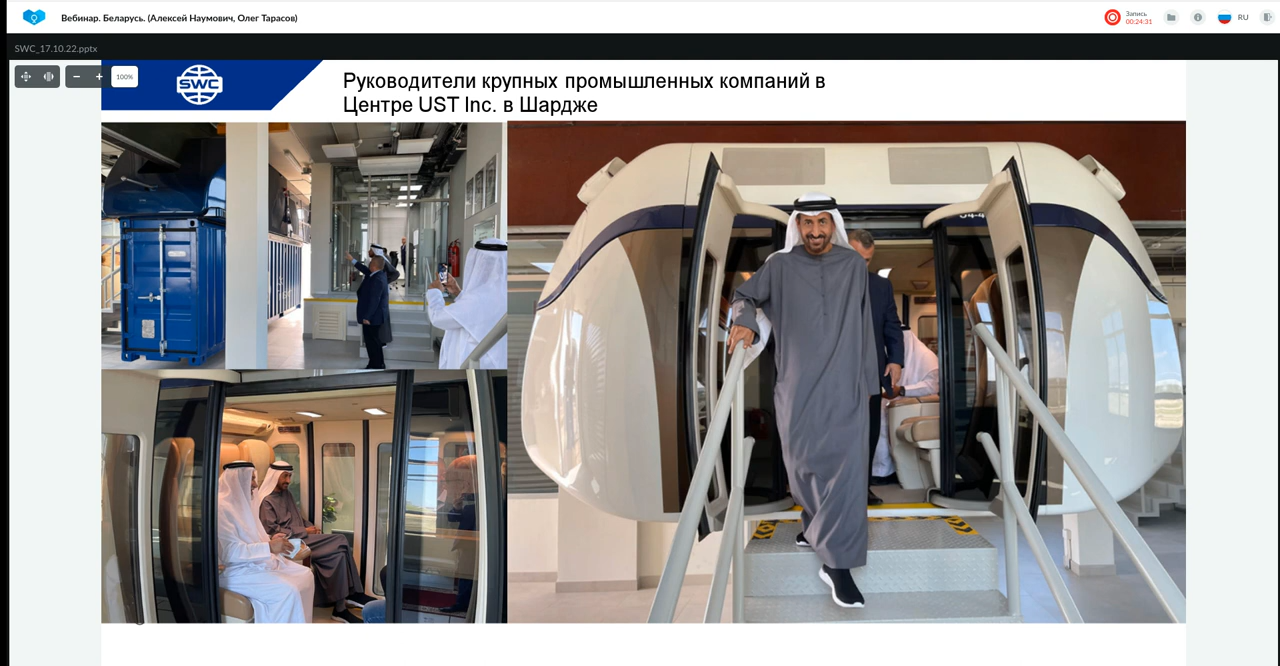 Вебинар. Беларусь. (Алексей Наумович, Олег Тарасов)
Запись
00:24:31
RU
SWC_17.10.22.pptx
100%
SWC
Руководители крупных промышленных компаний в
Центре UST Inc. в Шардже